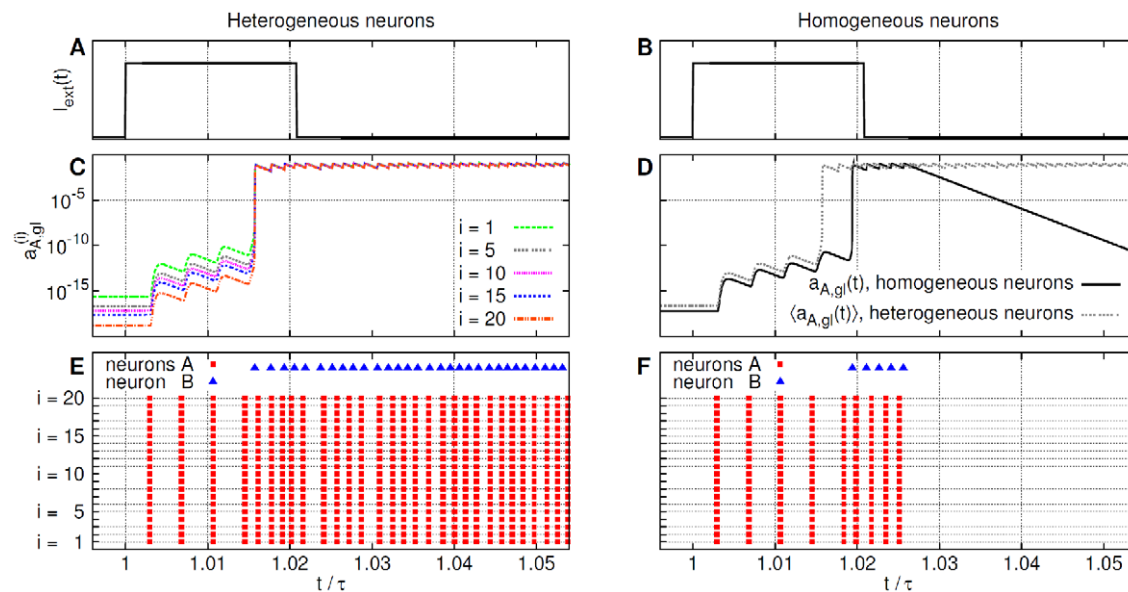 Heterogeneous neurons
Homogeneous neurons
A
I_ext(t)
B
C
a_A,gl^(i)
10^-5
10^-10
10^-15
i = 1
i = 5
i = 10
i = 15
i = 20
D
a_A,gl(t), homogeneous neurons
⟨a_A,gl(t)⟩, heterogeneous neurons
E
neurons A
neuron B
i = 20
i = 15
i = 10
i = 5
i = 1
1 1.01 1.02 1.03 1.04 1.05
t / τ
F
neurons A
neuron B
1 1.01 1.02 1.03 1.04 1.05
t / τ